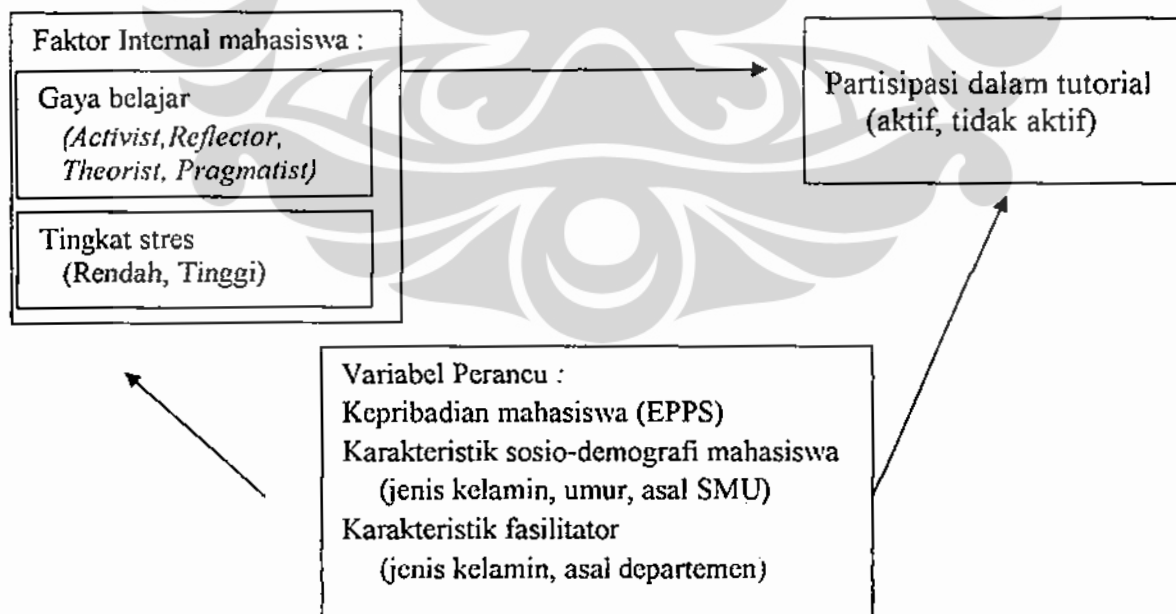 Faktor Internal mahasiswa :
Gaya belajar
(Activist, Reflector,
Theorist, Pragmatist)
Tingkat stres
(Rendah, Tinggi)
Partisipasi dalam tutorial
(aktif, tidak aktif)
Variabel Perancu :
Kepribadian mahasiswa (EPPS)
Karakteristik sosio-demografi mahasiswa
(jenis kelamin, umur, asal SMU)
Karakteristik fasilitator
(jenis kelamin, asal departemen)